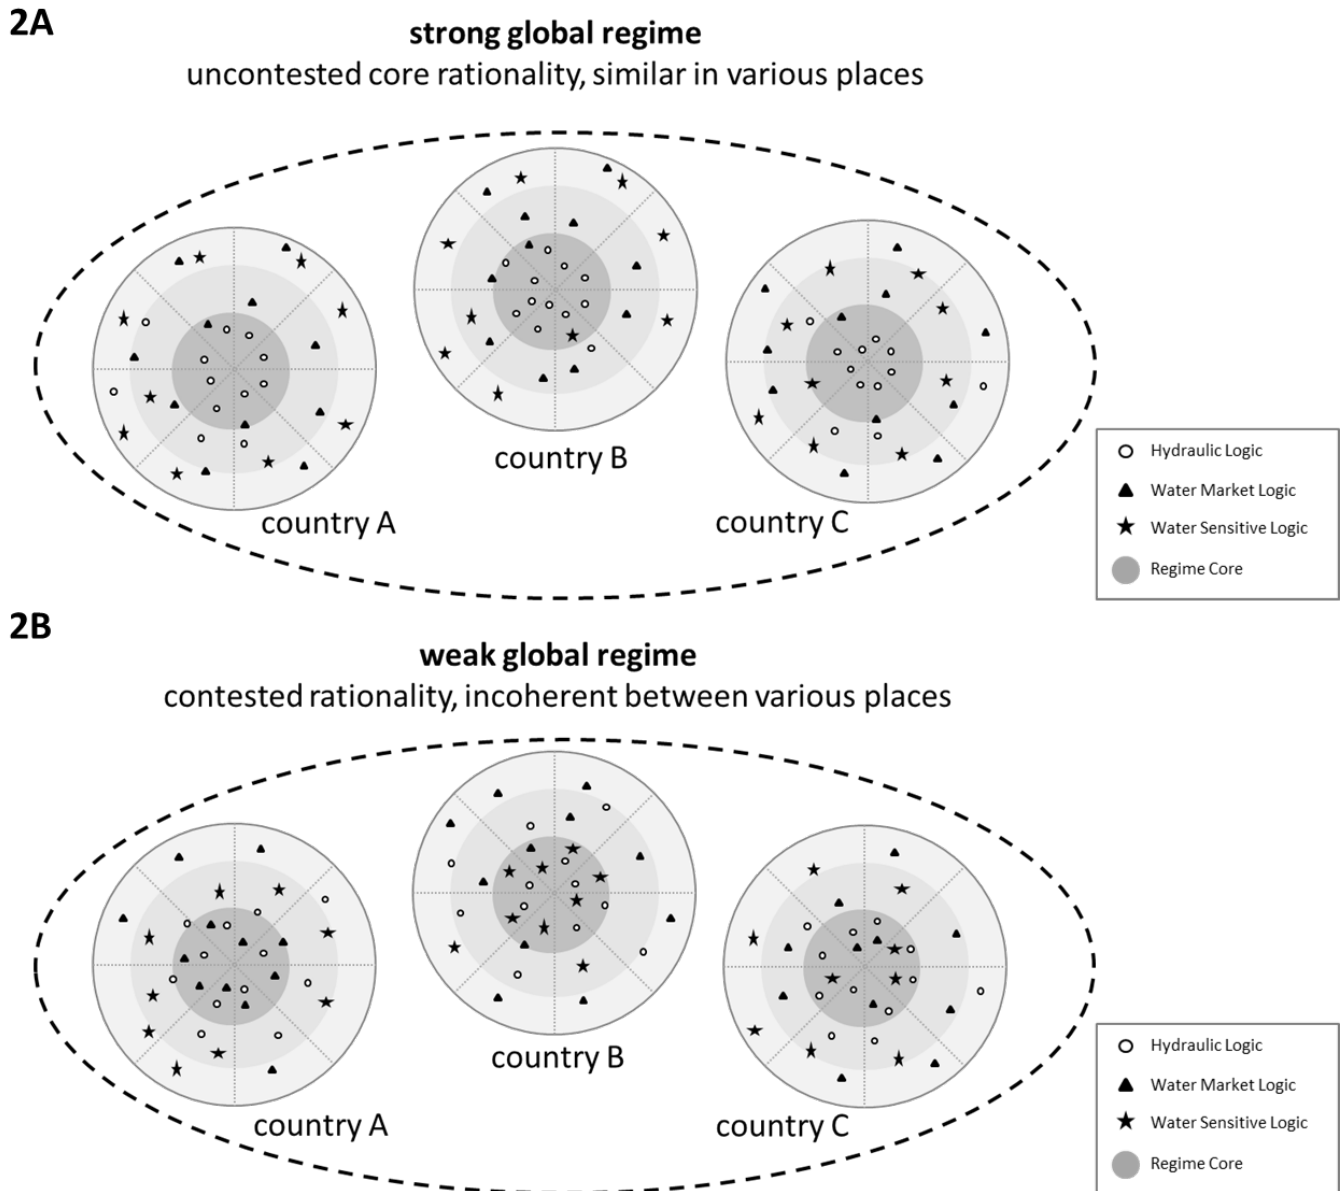 2A
strong global regime
uncontested core rationality, similar in various places
country B
country A
country C
Hydraulic Logic
Water Market Logic
Water Sensitive Logic
Regime Core
2B
weak global regime
contested rationality, incoherent between various places
country B
country A
country C
Hydraulic Logic
Water Market Logic
Water Sensitive Logic
Regime Core